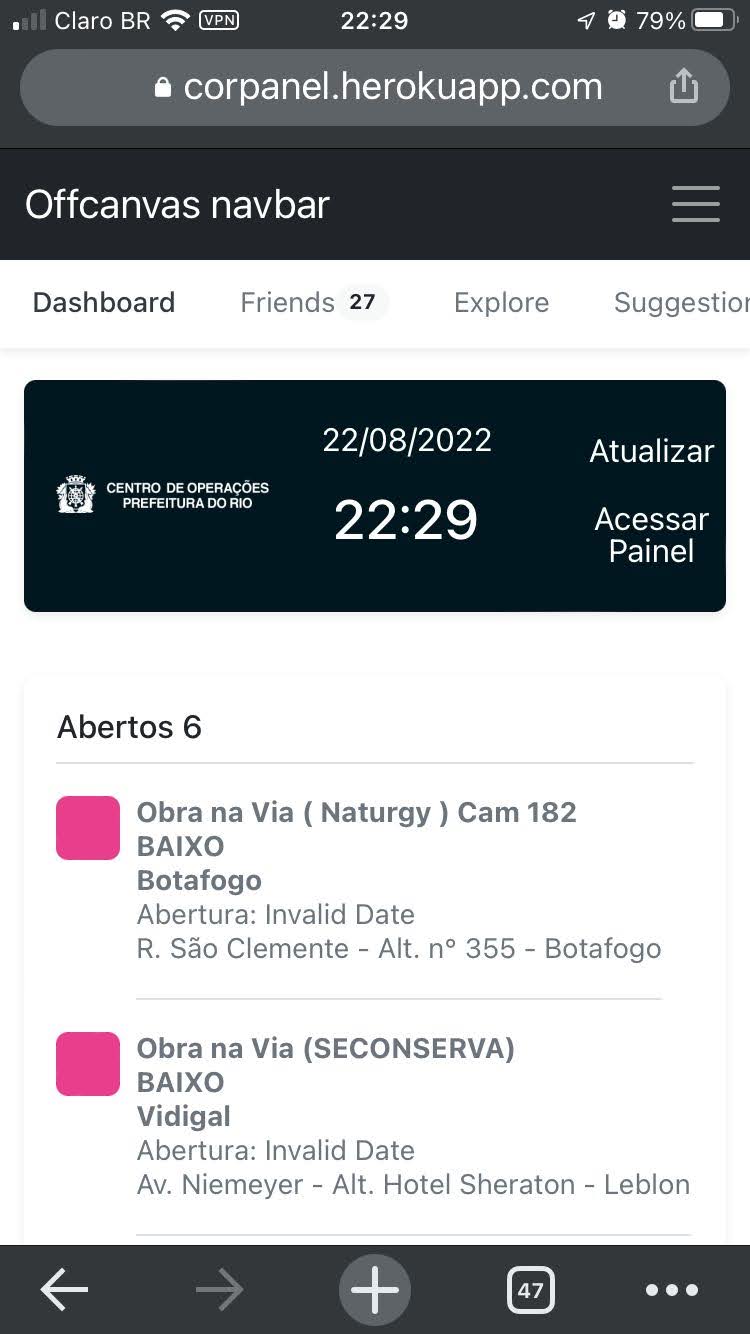 Claro BR VPN 22:29 79%
corpanel.herokuapp.com
Offcanvas navbar
Dashboard Friends 27 Explore Suggestion
CENTRO DE OPERAÇÕES
PREFEITURA DO RIO
22/08/2022
22:29
Atualizar
Acessar
Painel
Abertos 6
Obra na Via ( Naturgy ) Cam 182
BAIXO
Botafogo
Abertura: Invalid Date
R. São Clemente - Alt. nº 355 - Botafogo
Obra na Via (SECONSERVA)
BAIXO
Vidigal
Abertura: Invalid Date
Av. Niemeyer - Alt. Hotel Sheraton - Leblon
47